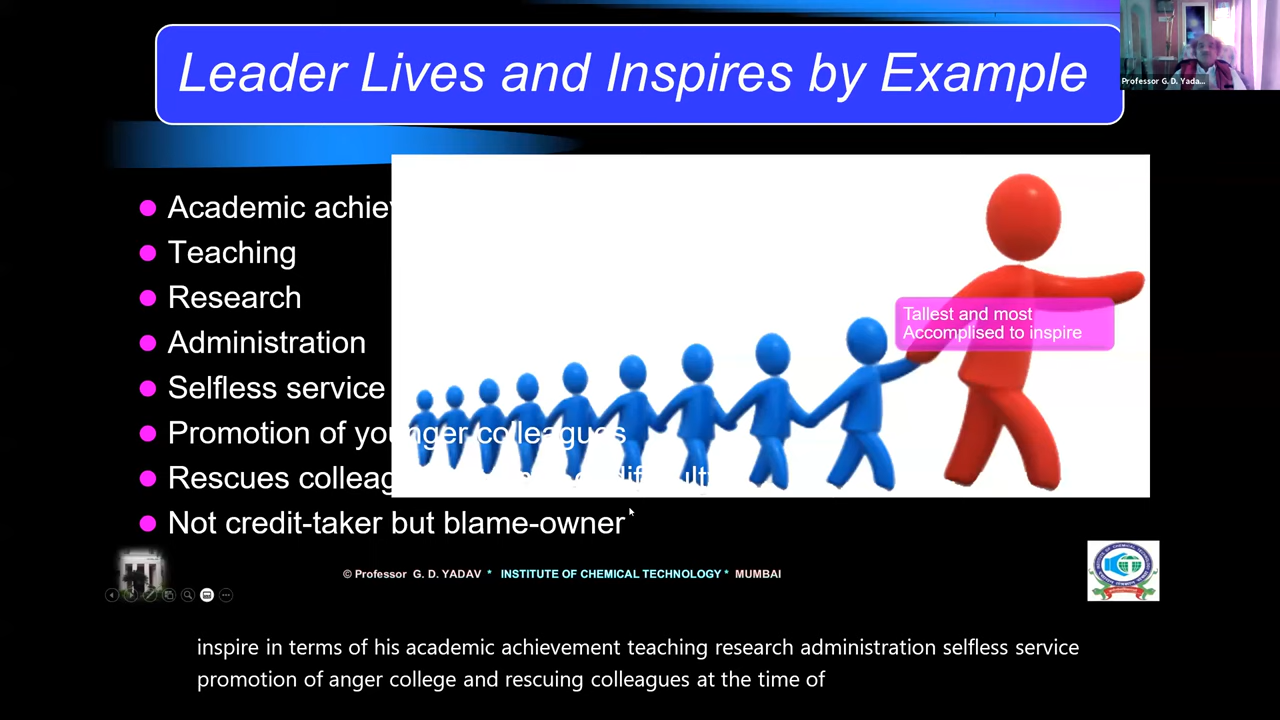 Leader Lives and Inspires by Example
Professor G. D. Yada...
Academic achiev
Teaching
Research
Administration
Selfless service
Promotion of younger colleagues
Rescues colleag
Not credit-taker but blame-owner
Tallest and most
Accomplised to inspire
© Professor G. D. YADAV * INSTITUTE OF CHEMICAL TECHNOLOGY * MUMBAI
inspire in terms of his academic achievement teaching research administration selfless service
promotion of anger college and rescuing colleagues at the time of